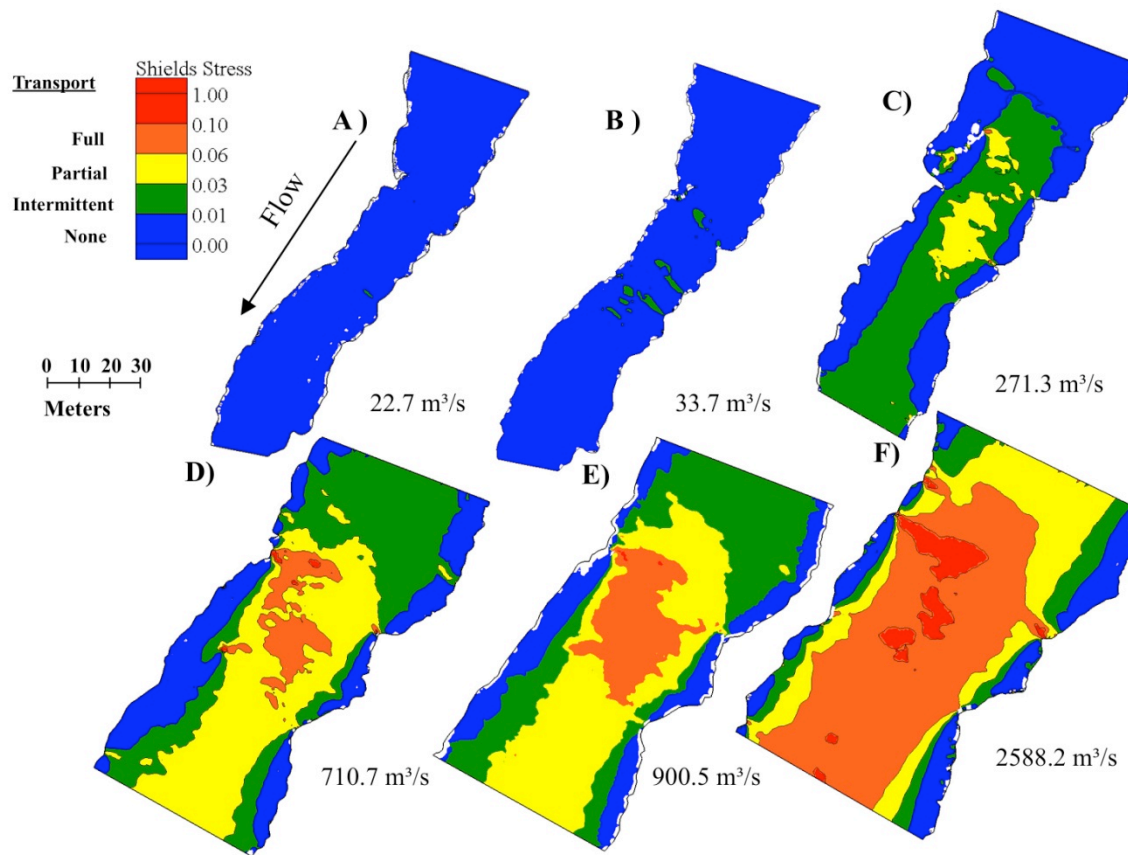 Shields Stress
Transport
1.00
0.10
Full
0.06
Partial
0.03
Intermittent
0.01
None
0.00
A )
Flow
B )
C )
0 10 20 30
Meters
22.7 m³/s
33.7 m³/s
271.3 m³/s
D)
E)
F)
710.7 m³/s
900.5 m³/s
2588.2 m³/s